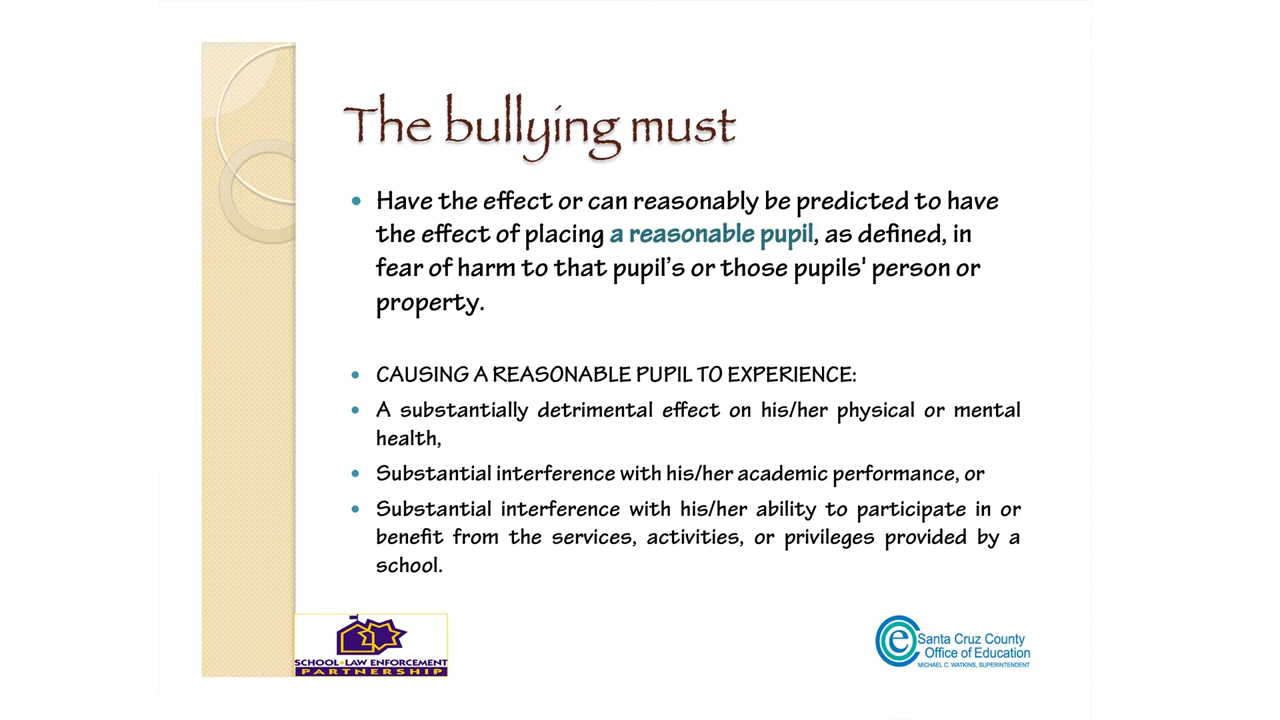 The bullying must
• Have the effect or can reasonably be predicted to have
the effect of placing a reasonable pupil, as defined, in
fear of harm to that pupil’s or those pupils' person or
property.
• CAUSING A REASONABLE PUPIL TO EXPERIENCE:
• A substantially detrimental effect on his/her physical or mental
health,
• Substantial interference with his/her academic performance, or
• Substantial interference with his/her ability to participate in or
benefit from the services, activities, or privileges provided by a
school.
SCHOOL•LAW ENFORCEMENT
PARTNERSHIP
e Santa Cruz County
Office of Education
MICHAEL C. WATKINS, SUPERINTENDENT